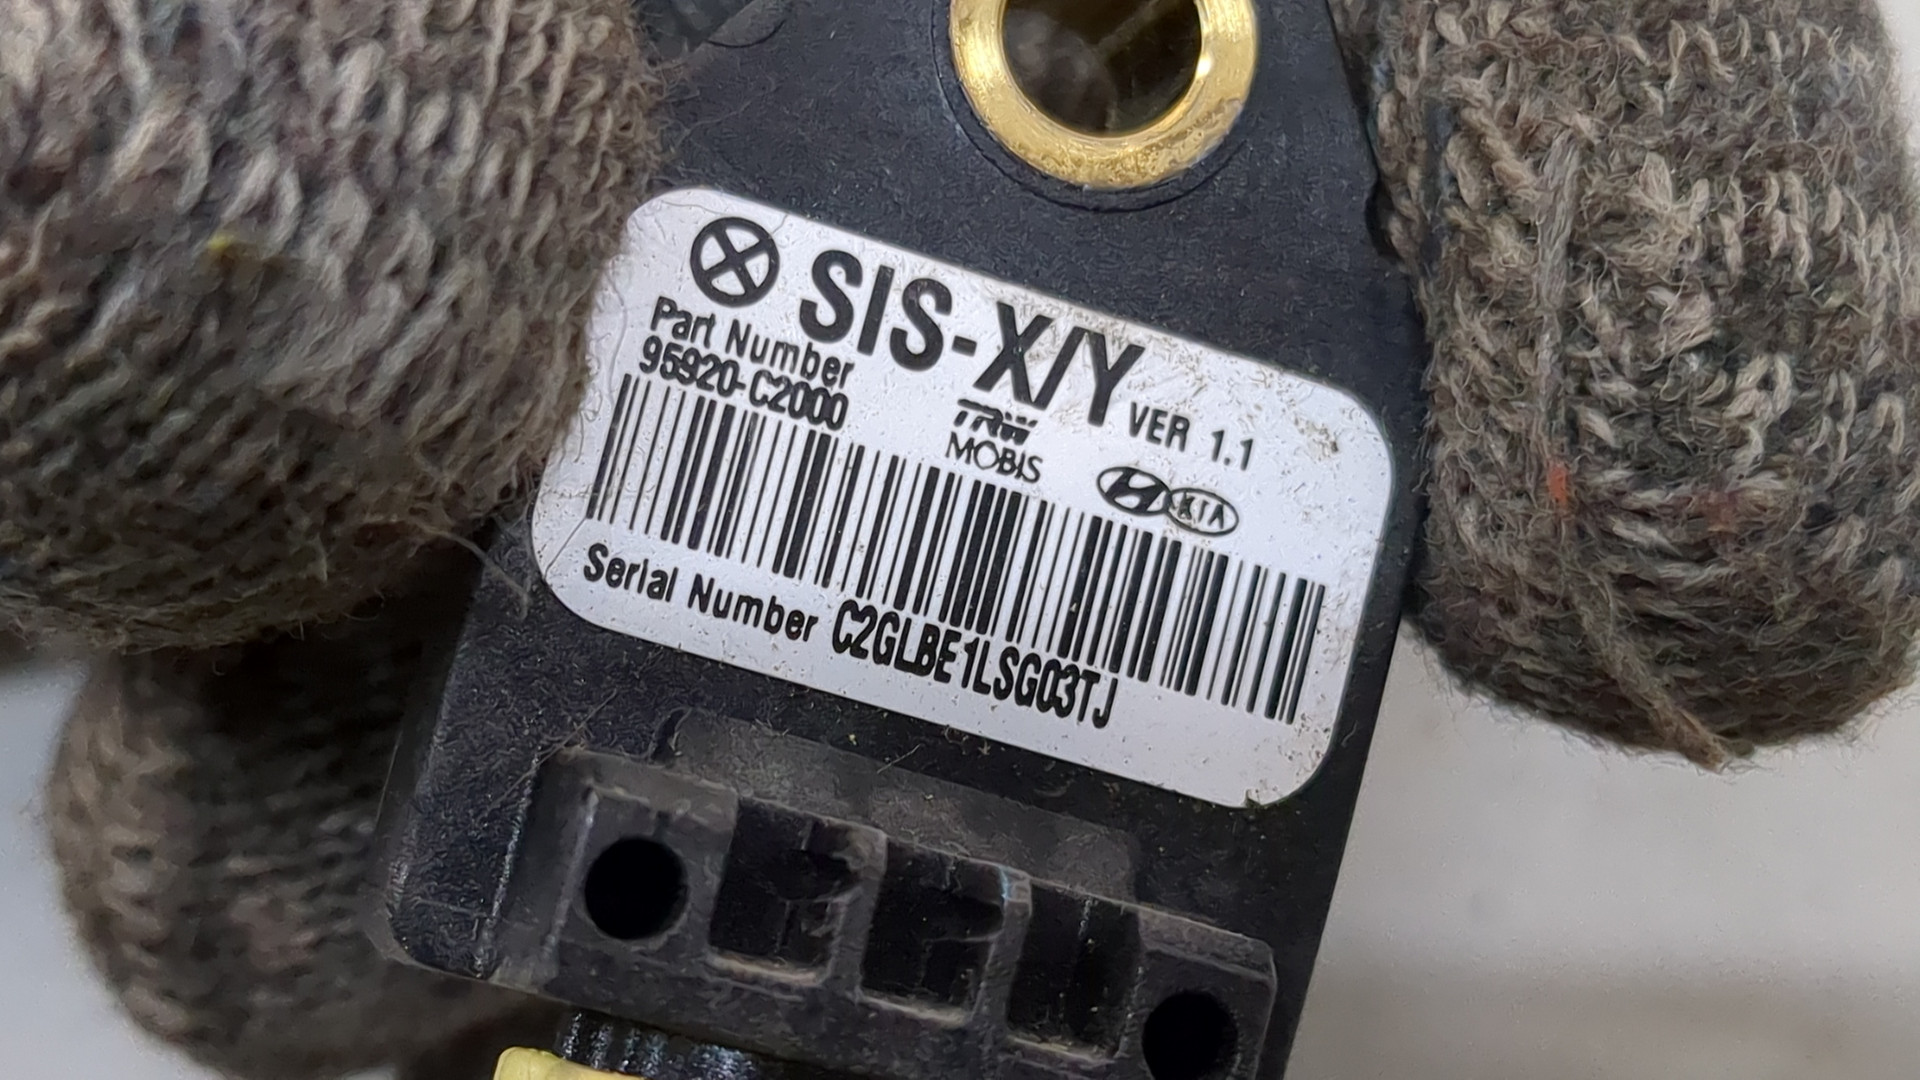 SIS-X/Y VER 1.1
Part Number
95920-C2000
TRW
MOBIS
KIA
Serial Number C2GLBE1LSG03TJ